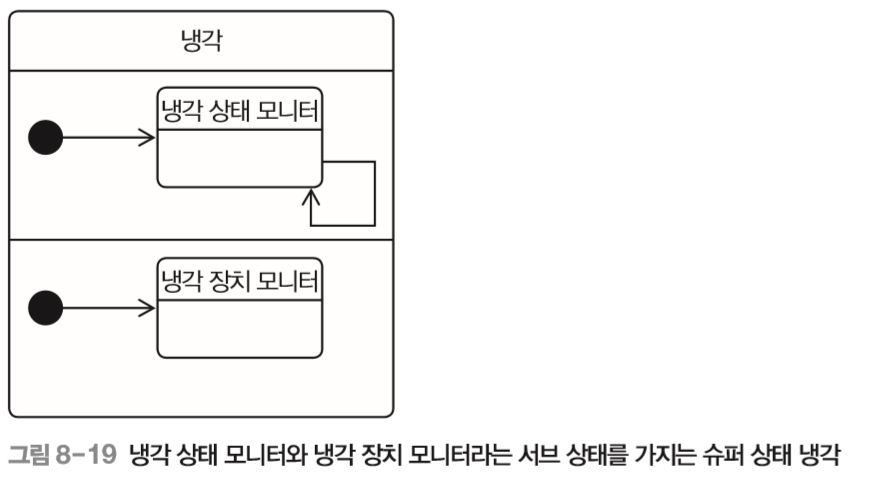 냉각
냉각 상태 모니터
냉각 장치 모니터
그림 8-19 냉각 상태 모니터와 냉각 장치 모니터라는 서브 상태를 가지는 슈퍼 상태 냉각